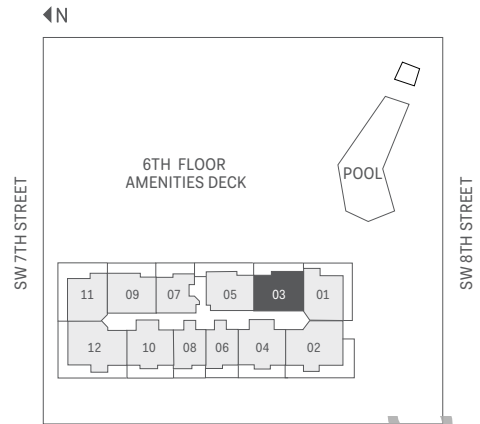 N
6TH FLOOR
AMENITIES DECK
POOL
SW 7TH STREET
SW 8TH STREET
11 09 07 05 03 01
12 10 08 06 04 02